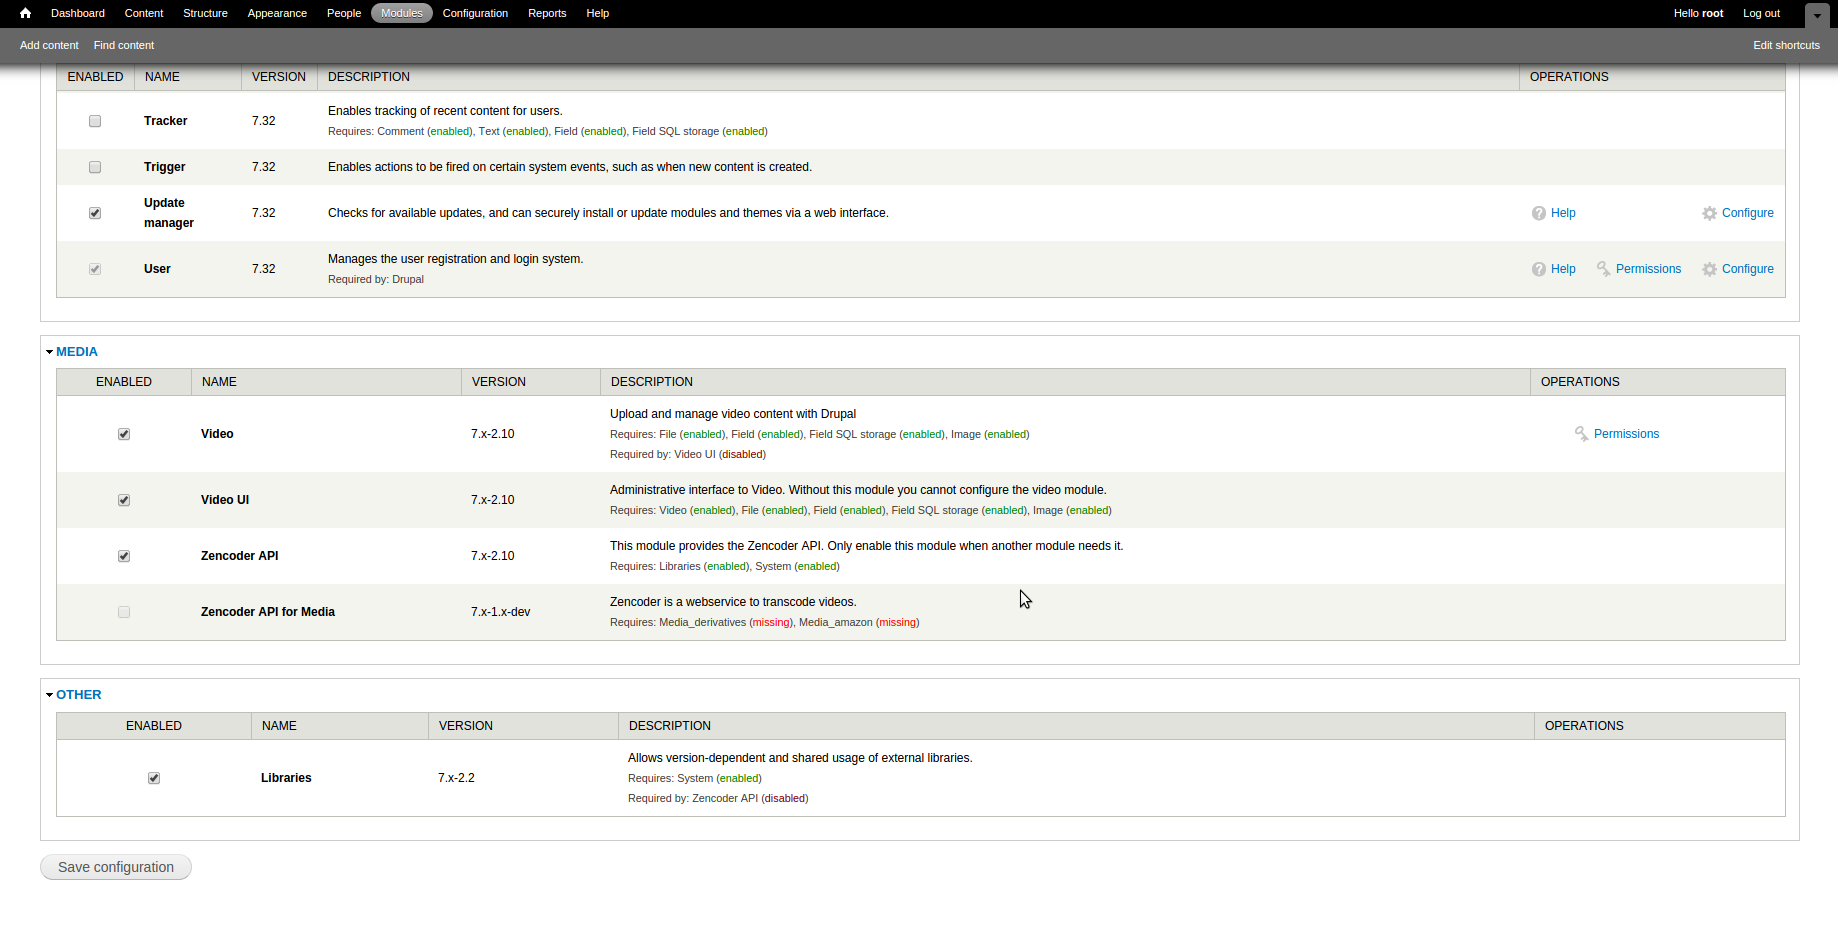 Dashboard Content Structure Appearance People Modules Configuration Reports Help Hello root Log out
Add content Find content Edit shortcuts
ENABLED NAME VERSION DESCRIPTION OPERATIONS
Tracker 7.32 Enables tracking of recent content for users.
Requires: Comment (enabled), Text (enabled), Field (enabled), Field SQL storage (enabled)
Trigger 7.32 Enables actions to be fired on certain system events, such as when new content is created.
Update manager 7.32 Checks for available updates, and can securely install or update modules and themes via a web interface. Help Configure
User 7.32 Manages the user registration and login system. Help Permissions Configure
Required by: Drupal
MEDIA
ENABLED NAME VERSION DESCRIPTION OPERATIONS
Video 7.x-2.10 Upload and manage video content with Drupal Permissions
Requires: File (enabled), Field (enabled), Field SQL storage (enabled), Image (enabled)
Required by: Video UI (disabled)
Video UI 7.x-2.10 Administrative interface to Video. Without this module you cannot configure the video module.
Requires: Video (enabled), File (enabled), Field (enabled), Field SQL storage (enabled), Image (enabled)
Zencoder API 7.x-2.10 This module provides the Zencoder API. Only enable this module when another module needs it.
Requires: Libraries (enabled), System (enabled)
Zencoder API for Media 7.x-1.x-dev Zencoder is a webservice to transcode videos.
Requires: Media_derivatives (missing), Media_amazon (missing)
OTHER
ENABLED NAME VERSION DESCRIPTION OPERATIONS
Libraries 7.x-2.2 Allows version-dependent and shared usage of external libraries.
Requires: System (enabled)
Required by: Zencoder API (disabled)
Save configuration